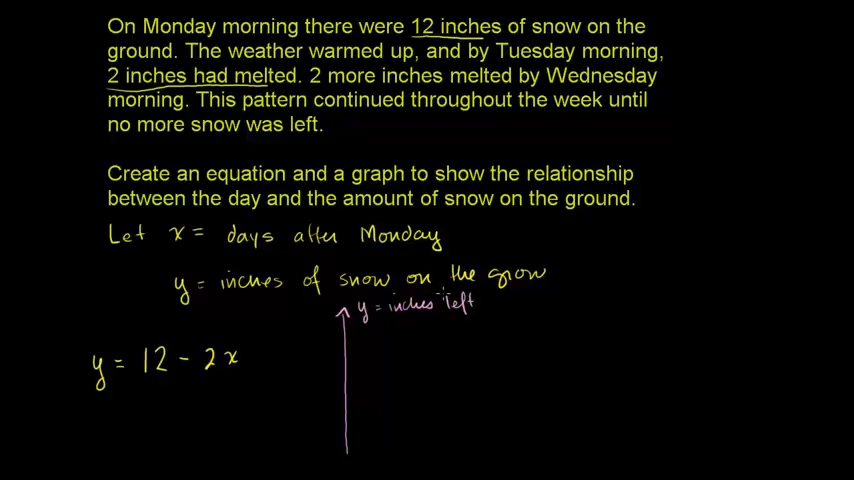 On Monday morning there were 12 inches of snow on the
ground. The weather warmed up, and by Tuesday morning,
2 inches had melted. 2 more inches melted by Wednesday
morning. This pattern continued throughout the week until
no more snow was left.
Create an equation and a graph to show the relationship
between the day and the amount of snow on the ground.
Let x = days after Monday
y = inches of snow on the grow
y = inches left
y = 12 - 2x